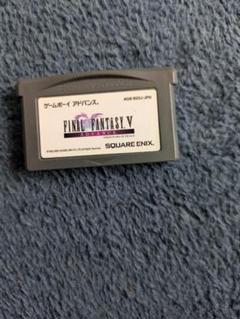 ゲームボーイ アドバンス。 AGB-BZ5J-JPN
FINAL FANTASY V
ADVANCE
SQUARE ENIX.